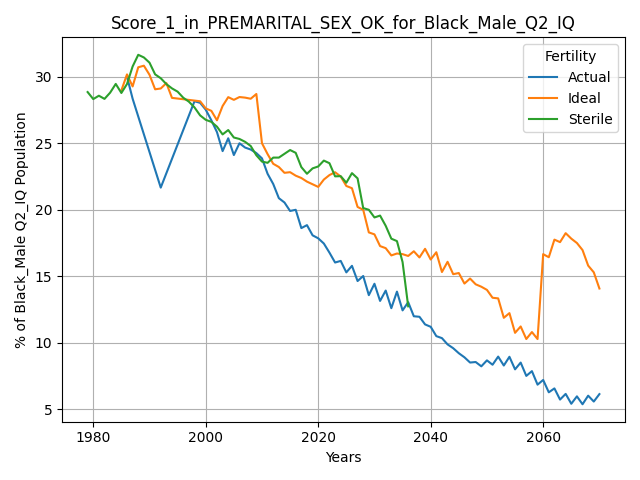 Score_1_in_PREMARITAL_SEX_OK_for_Black_Male_Q2_IQ
Fertility
Actual
Ideal
Sterile
% of Black_Male Q2_IQ Population
30
25
20
15
10
5
1980
2000
2020
2040
2060
Years